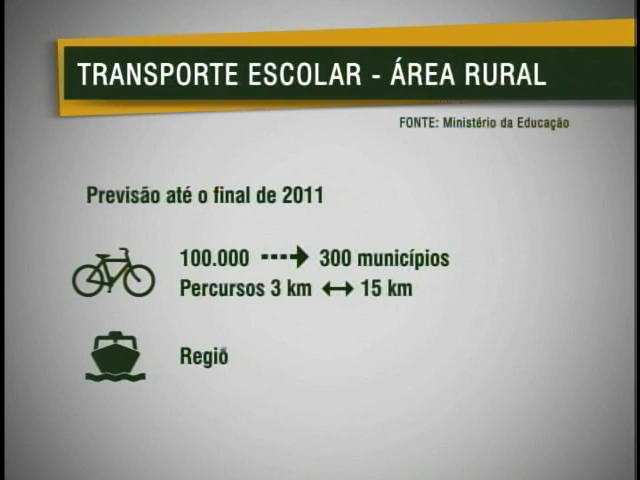 TRANSPORTE ESCOLAR - ÁREA RURAL
FONTE: Ministério da Educação
Previsão até o final de 2011
100.000 300 municípios
Percursos 3 km ↔ 15 km
Regiõ